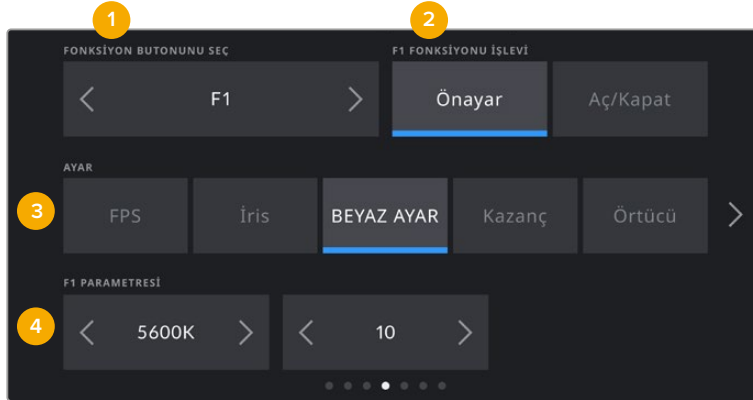 1 2
FONKSİYON BUTONUNU SEÇ F1 FONKSİYONU İŞLEVİ
F1 Önayar Aç/Kapat
AYAR
3 FPS İris BEYAZ AYAR Kazanç Örtücü
F1 PARAMETRESİ
4 5600K 10